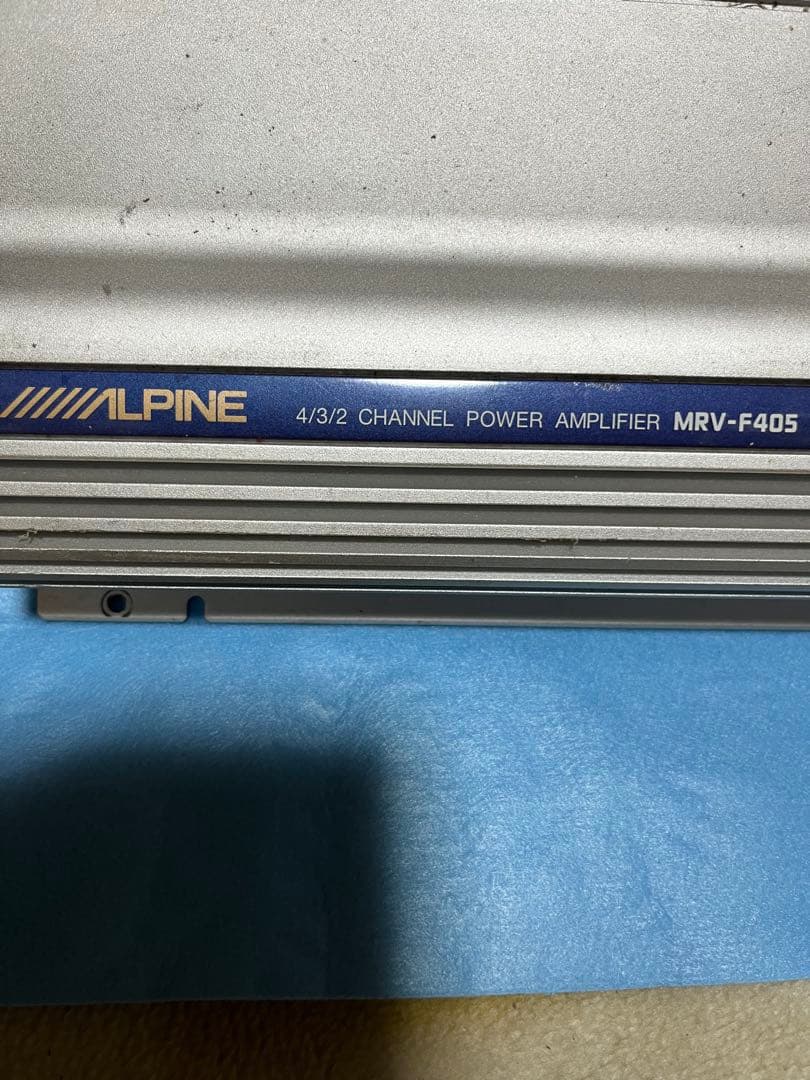 ALPINE 4/3/2 CHANNEL POWER AMPLIFIER MRV-F405